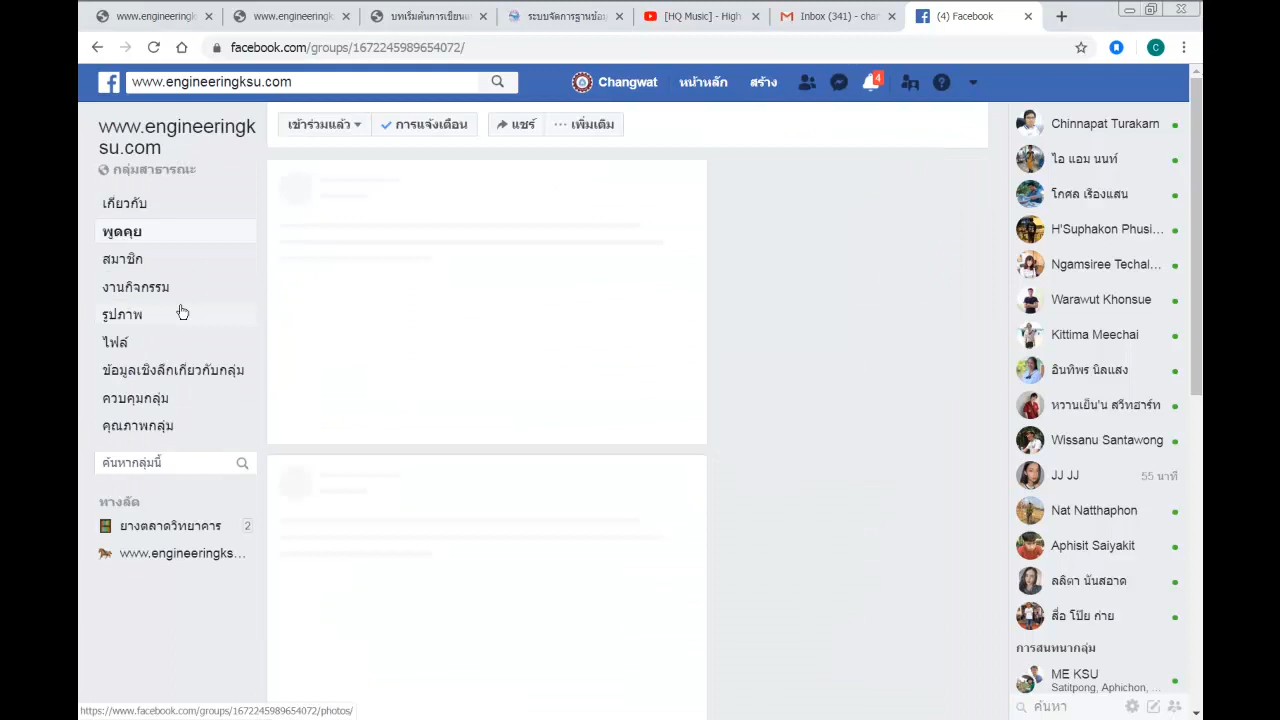 www.engineeringk
www.engineeringk
บทเริ่มต้นการเขียนแ
ระบบจัดการฐานข้อม
[HQ Music] - High
Inbox (341) - char
(4) Facebook
facebook.com/groups/1672245989654072/
C
www.engineeringksu.com
Changwat
หน้าหลัก
สร้าง
4
www.engineeringk
su.com
กลุ่มสาธารณะ
เกี่ยวกับ
พูดคุย
สมาชิก
งานกิจกรรม
รูปภาพ
ไฟล์
ข้อมูลเชิงลึกเกี่ยวกับกลุ่ม
ควบคุมกลุ่ม
คุณภาพกลุ่ม
ค้นหากลุ่มนี้
ทางลัด
ยางตลาดวิทยาคาร 2
www.engineeringks...
เข้าร่วมแล้ว
การแจ้งเตือน
แชร์
เพิ่มเติม
Chinnapat Turakarn
ไอ แอม นนท์
โกศล เรืองแสน
H'Suphakon Phusi...
Ngamsiree Techal...
Warawut Khonsue
Kittima Meechai
อินทิพร นิลแสง
หวานเย็น'น สวีทฮาร์ท
Wissanu Santawong
JJ JJ 55 นาที
Nat Natthaphon
Aphisit Saiyakit
ลลิตา นันสอาด
สื่อ โป๊ย ก่าย
การสนทนากลุ่ม
ME KSU
Satitpong, Aphichon, ...
ค้นหา
https://www.facebook.com/groups/1672245989654072/photos/